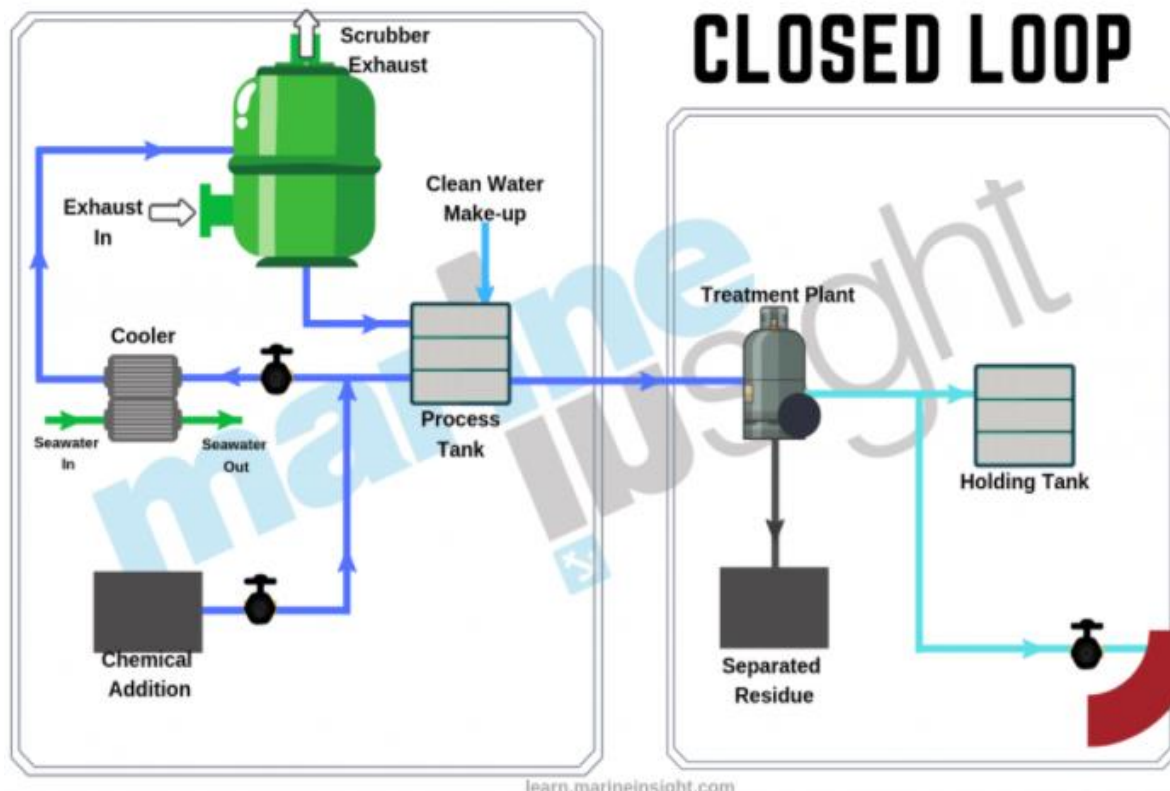 CLOSED LOOP
Scrubber
Exhaust
Exhaust
In
Clean Water
Make-up
Cooler
Seawater
In
Seawater
Out
Process
Tank
Chemical
Addition
Treatment Plant
Holding Tank
Separated
Residue
marine
insight
learn.marineinsight.com